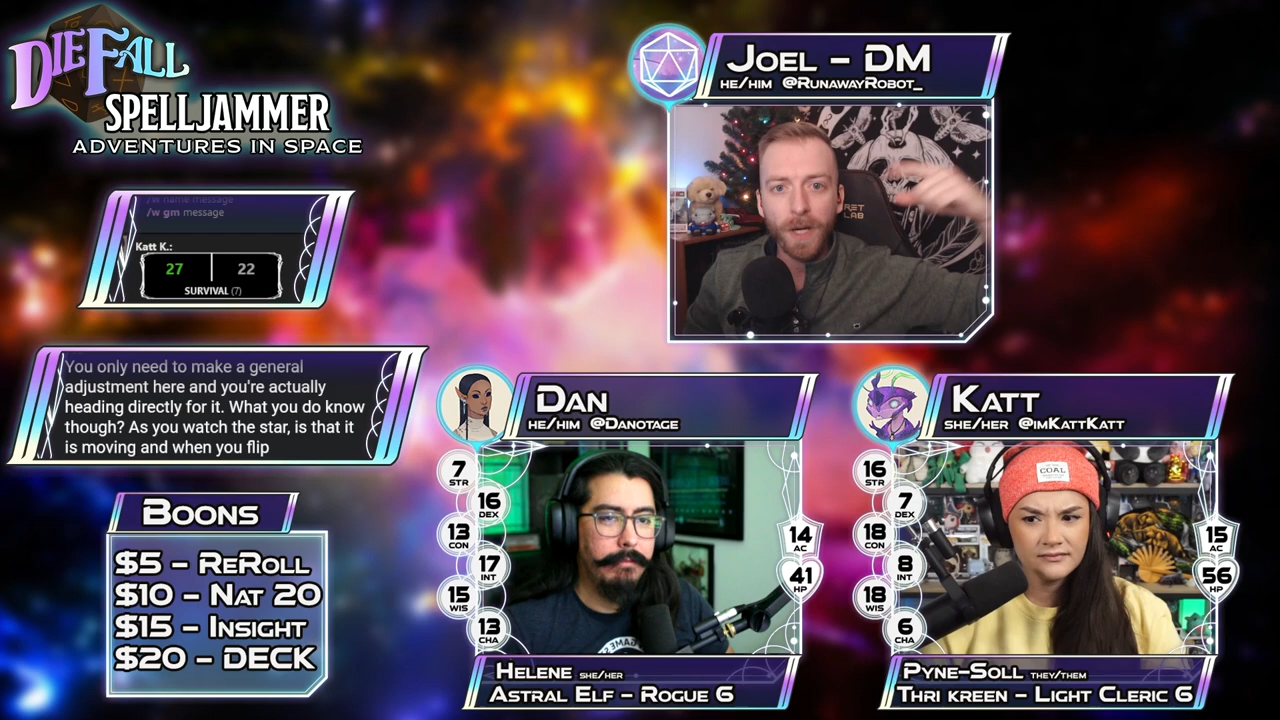 DIEFALL
SPELLJAMMER
ADVENTURES IN SPACE
/w name message
/w gm message
Katt K.:
27 22
SURVIVAL (7)
You only need to make a general
adjustment here and you're actually
heading directly for it. What you do know
though? As you watch the star, is that it
is moving and when you flip
BOONS
$5 – REROLL
$10 – NAT 20
$15 – INSIGHT
$20 – DECK
JOEL – DM
HE/HIM @RUNAWAYROBOT_
RET
LAB
DAN
HE/HIM @DANOTAGE
7
STR
16
DEX
13
CON
17
INT
15
WIS
13
CHA
14
AC
41
HP
HELENE SHE/HER
ASTRAL ELF – ROGUE 6
KATT
SHE/HER @IMKATTKATT
16
STR
7
DEX
18
CON
8
INT
18
WIS
6
CHA
COAL
15
AC
56
HP
PYNE-SOLL THEY/THEM
THRI KREEN – LIGHT CLERIC 6